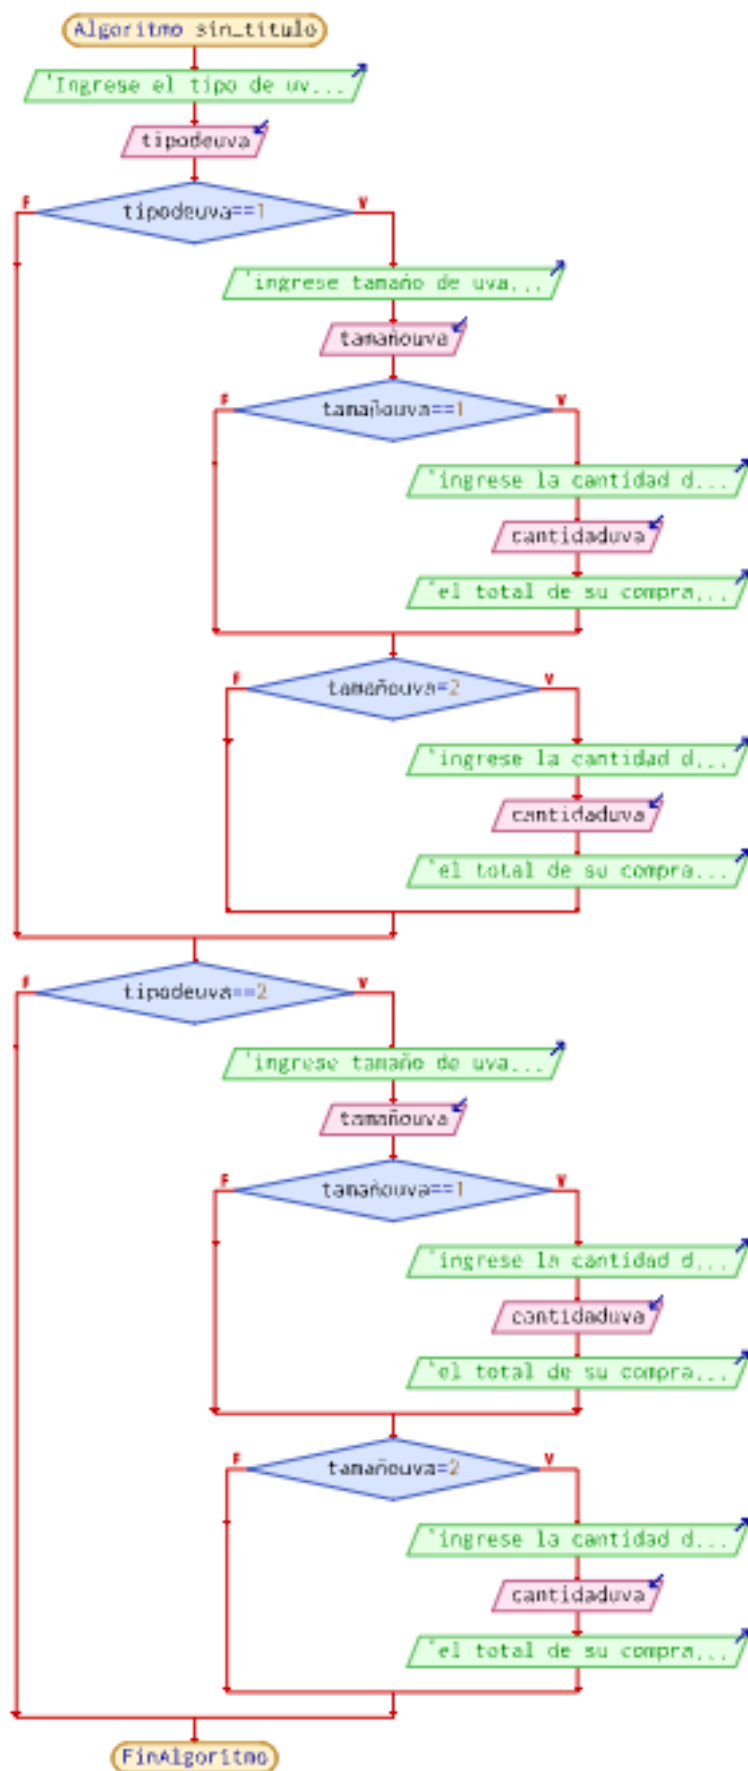 Algoritmo sin_titulo
'Ingrese el tipo de uv...
tipodeuva
F
V
tipodeuva==1
'ingrese tamaño de uva...
tamañouva
F
V
tamañouva==1
'ingrese la cantidad d...
cantidaduva
'el total de su compra...
F
V
tamañouva=2
'ingrese la cantidad d...
cantidaduva
'el total de su compra...
F
V
tipodeuva==2
'ingrese tamaño de uva...
tamañouva
F
V
tamañouva==1
'ingrese la cantidad d...
cantidaduva
'el total de su compra...
F
V
tamañouva=2
'ingrese la cantidad d...
cantidaduva
'el total de su compra...
FinAlgoritmo